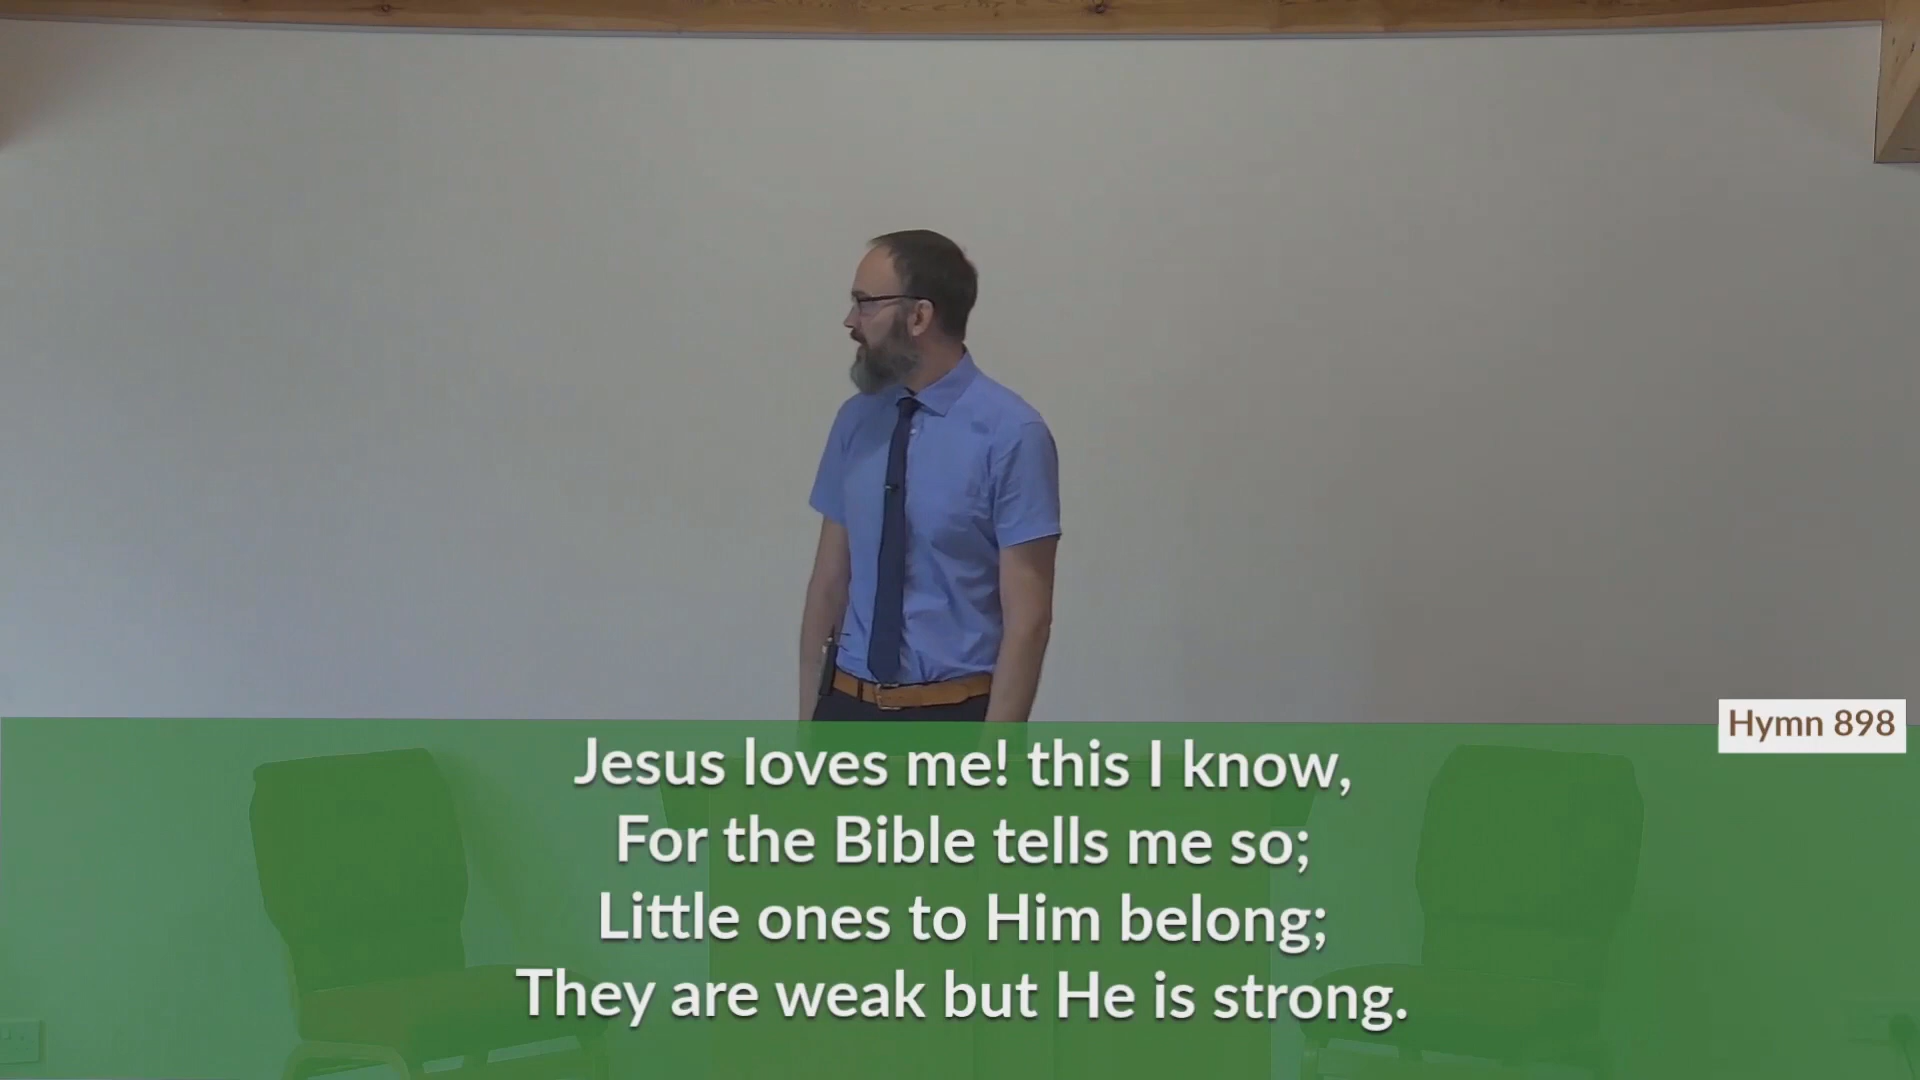 Hymn 898
Jesus loves me! this I know,
For the Bible tells me so;
Little ones to Him belong;
They are weak but He is strong.